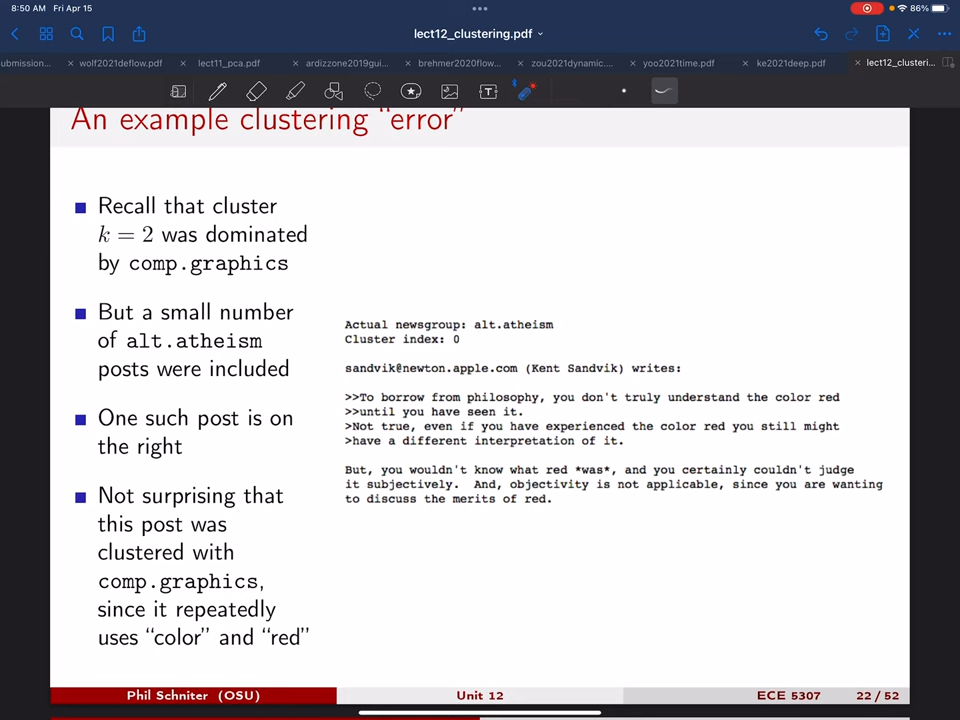 8:50 AM Fri Apr 15
86%
lect12_clustering.pdf
ubmission...
wolf2021deflow.pdf
lect11_pca.pdf
ardizzone2019gui...
brehmer2020flow...
zou2021dynamic....
yoo2021time.pdf
ke2021deep.pdf
lect12_clusteri...
An example clustering “error”
Recall that cluster
k = 2 was dominated
by comp.graphics
But a small number
of alt.atheism
posts were included
One such post is on
the right
Not surprising that
this post was
clustered with
comp.graphics,
since it repeatedly
uses “color” and “red”
Actual newsgroup: alt.atheism
Cluster index: 0
sandvik@newton.apple.com (Kent Sandvik) writes:
>>To borrow from philosophy, you don't truly understand the color red
>>until you have seen it.
>Not true, even if you have experienced the color red you still might
>have a different interpretation of it.
But, you wouldn't know what red *was*, and you certainly couldn't judge
it subjectively.  And, objectivity is not applicable, since you are wanting
to discuss the merits of red.
Phil Schniter (OSU)
Unit 12
ECE 5307
22 / 52